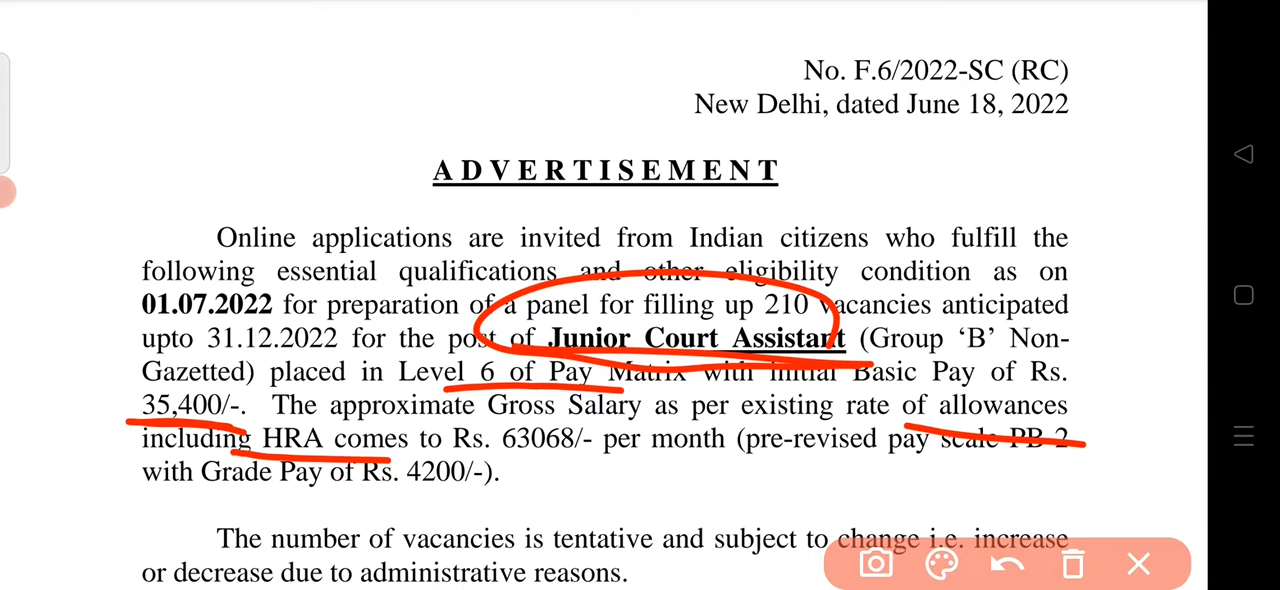 No. F.6/2022-SC (RC)
New Delhi, dated June 18, 2022
ADVERTISEMENT
Online applications are invited from Indian citizens who fulfill the
following essential qualifications and other eligibility condition as on
01.07.2022 for preparation of a panel for filling up 210 vacancies anticipated
upto 31.12.2022 for the post of Junior Court Assistant (Group ‘B’ Non-
Gazetted) placed in Level 6 of Pay Matrix with Initial Basic Pay of Rs.
35,400/-. The approximate Gross Salary as per existing rate of allowances
including HRA comes to Rs. 63068/- per month (pre-revised pay scale PB-2
with Grade Pay of Rs. 4200/-).
The number of vacancies is tentative and subject to change i.e. increase
or decrease due to administrative reasons.